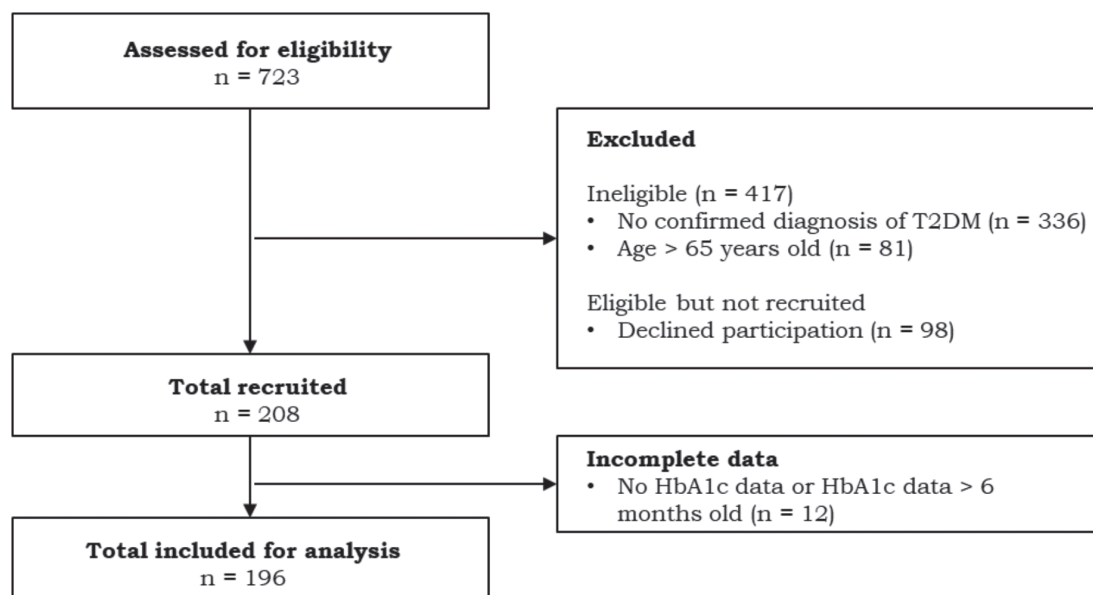 Assessed for eligibility
n = 723
Excluded
Ineligible (n = 417)
• No confirmed diagnosis of T2DM (n = 336)
• Age > 65 years old (n = 81)
Eligible but not recruited
• Declined participation (n = 98)
Total recruited
n = 208
Incomplete data
• No HbA1c data or HbA1c data > 6
months old (n = 12)
Total included for analysis
n = 196